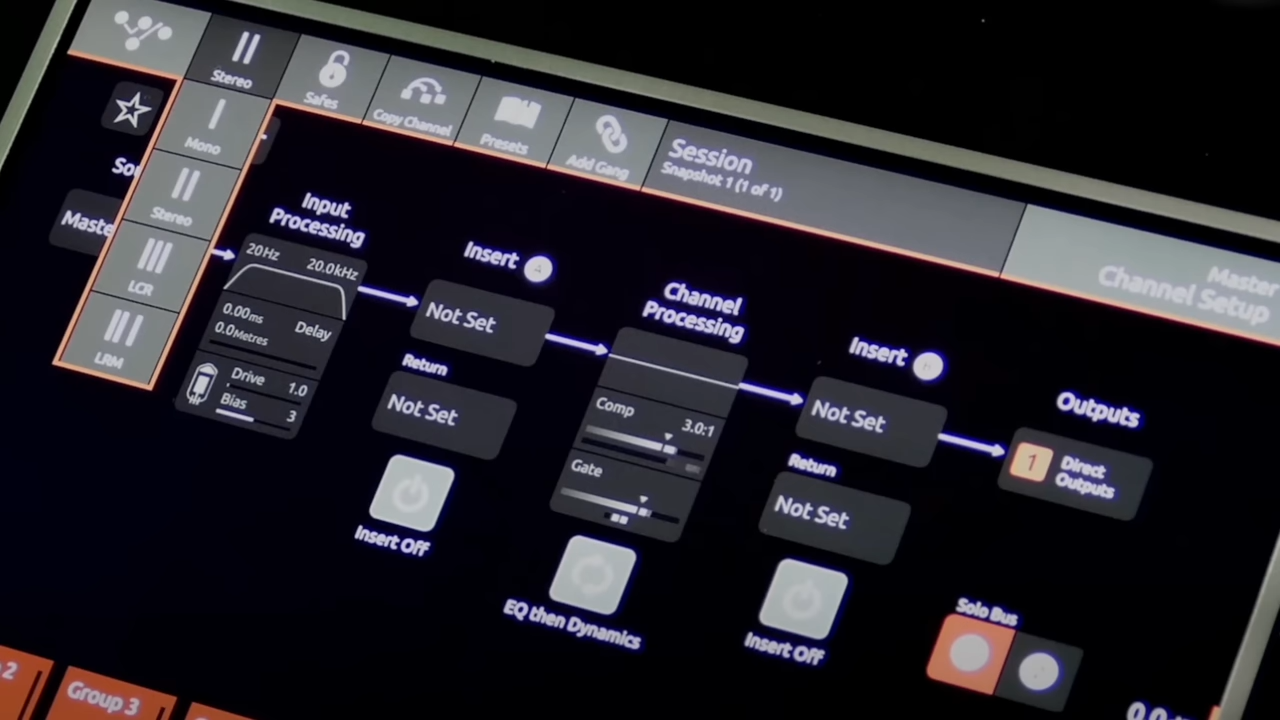 Stereo
Mono
Stereo
LCR
LRM
Safes
Copy Channel
Presets
Add Gang
Session
Snapshot 1 (1 of 1)
Master
Channel Setup
Input
Processing
20Hz
20.0kHz
0.00ms
0.0Metres
Delay
Drive
1.0
Bias
3
Insert A
Not Set
Return
Not Set
Insert Off
Channel
Processing
Comp
3.0:1
Gate
EQ then Dynamics
Insert B
Not Set
Return
Not Set
Insert Off
Outputs
1
Direct
Outputs
Solo Bus
2
Group 3